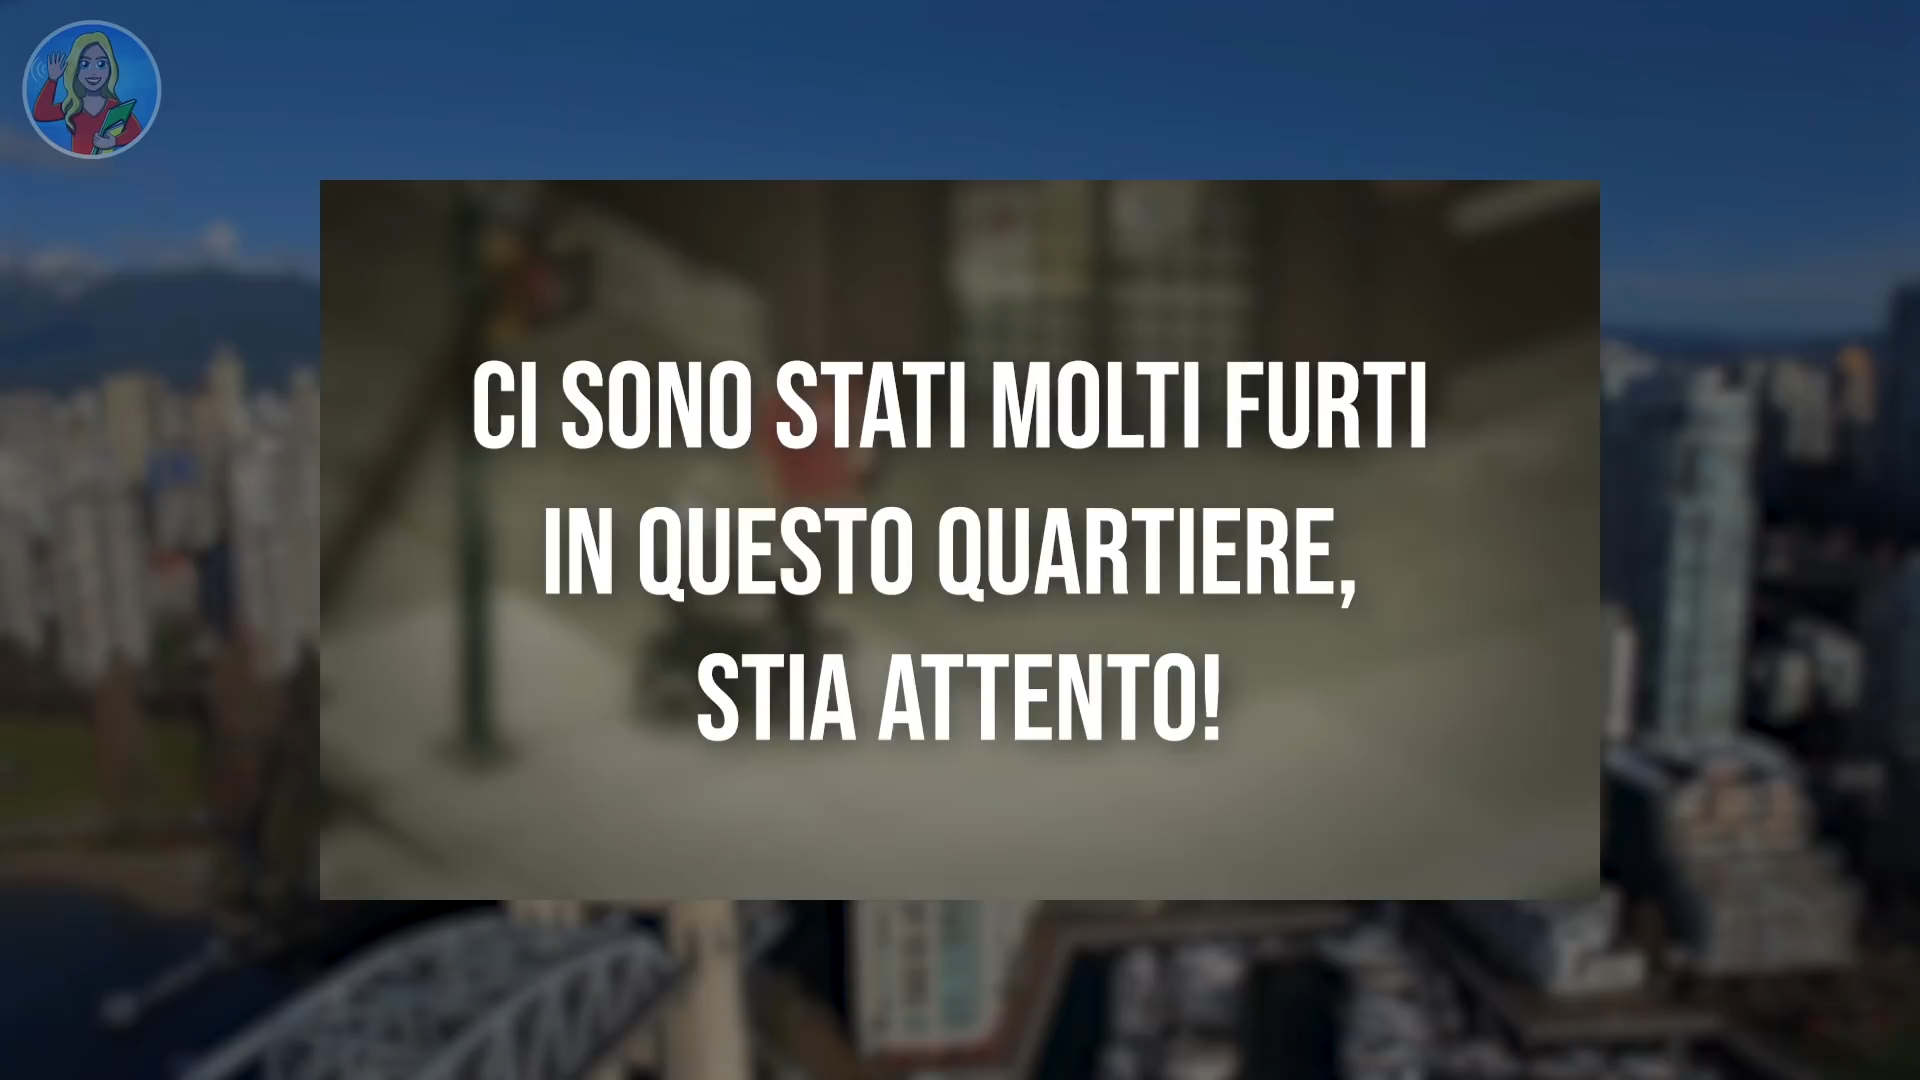 CI SONO STATI MOLTI FURTI
IN QUESTO QUARTIERE,
STIA ATTENTO!